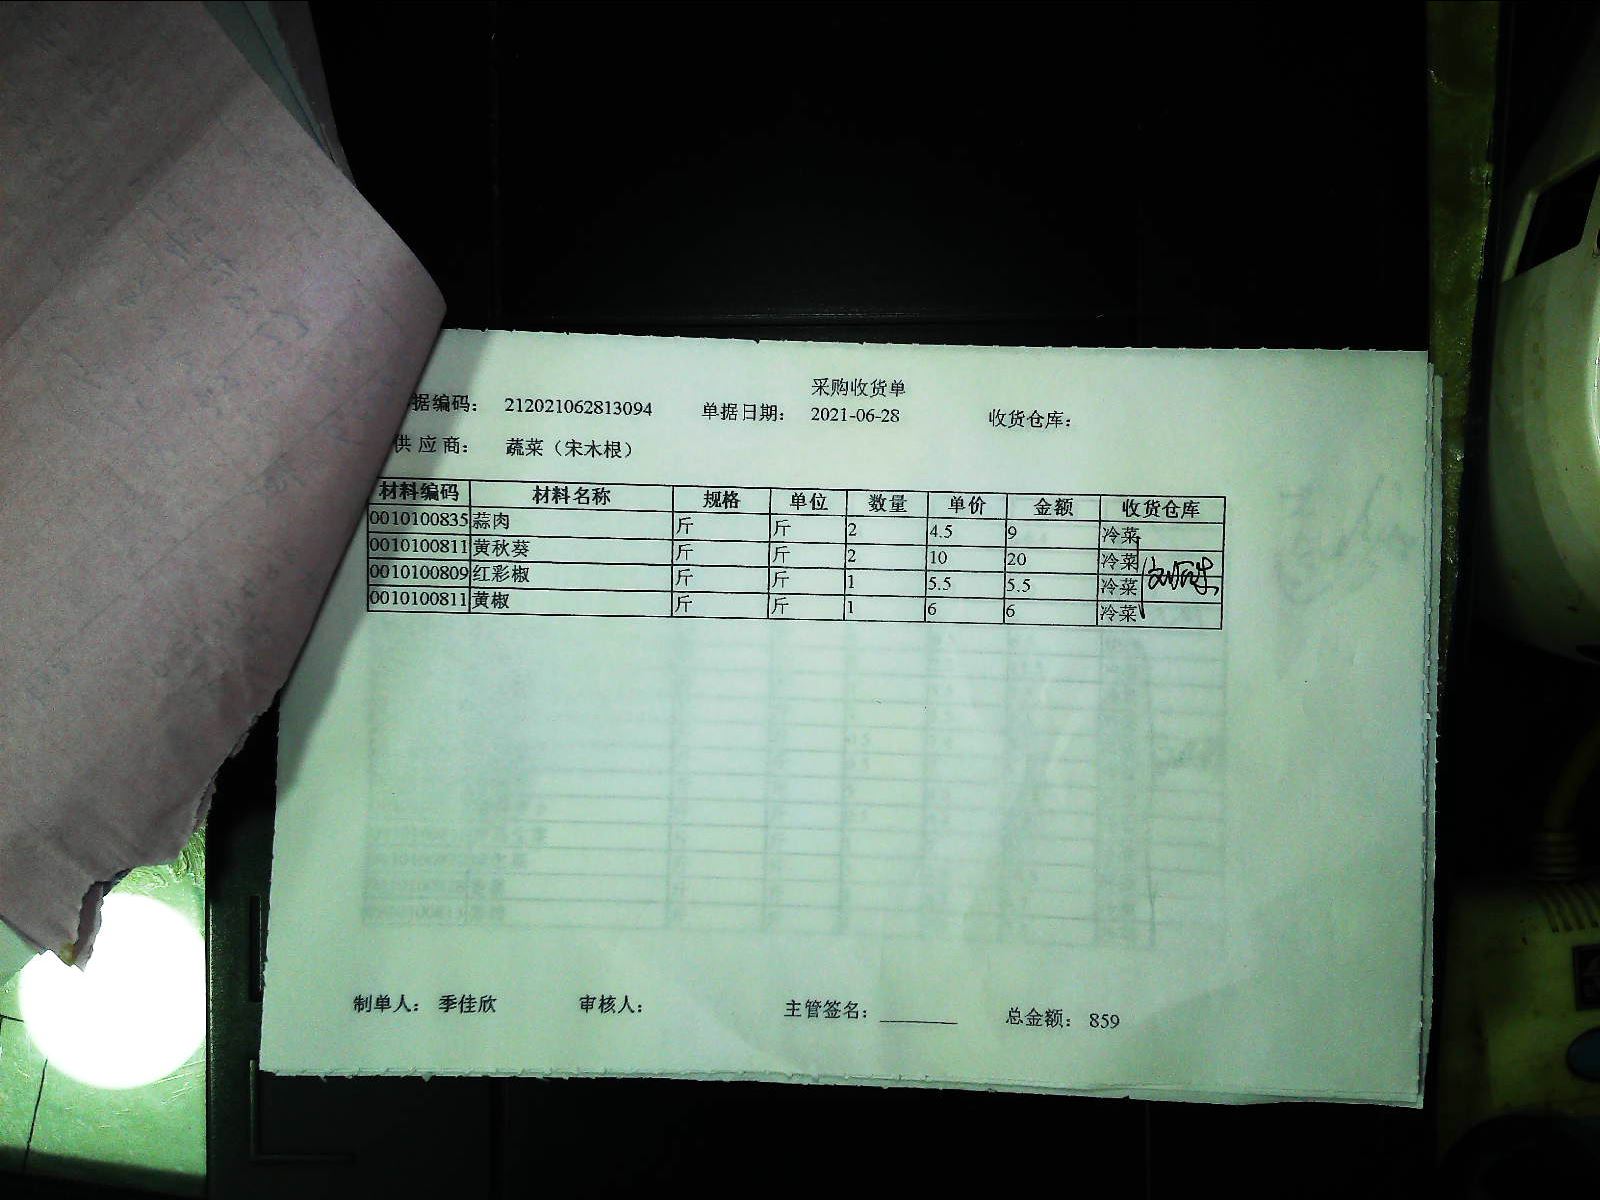 采购收货单
据编码： 212021062813094 单据日期： 2021-06-28 收货仓库：
供 应 商： 蔬菜（宋木根）
材料编码 材料名称 规格 单位 数量 单价 金额 收货仓库
0010100835 蒜肉 斤 斤 2 4.5 9 冷菜
0010100811 黄秋葵 斤 斤 2 10 20 冷菜
0010100809 红彩椒 斤 斤 1 5.5 5.5 冷菜
0010100811 黄椒 斤 斤 1 6 6 冷菜
制单人： 季佳欣 审核人： 主管签名： 总金额： 859